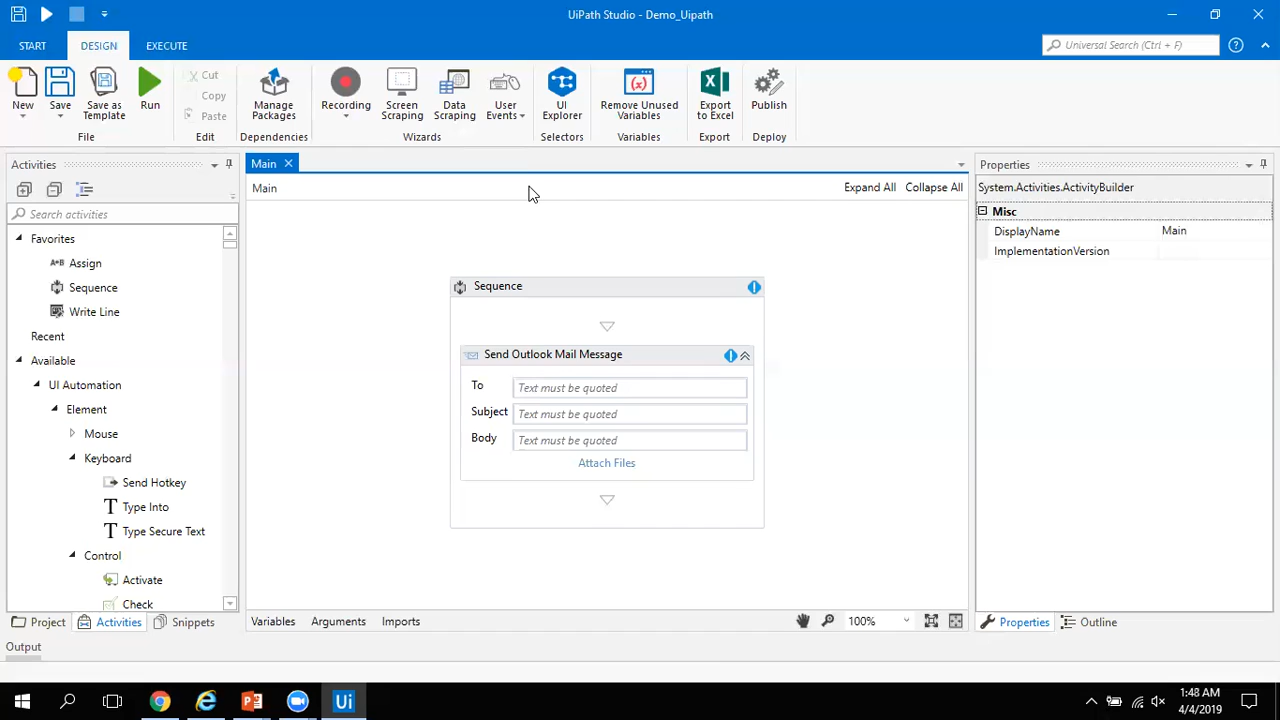 UiPath Studio - Demo_Uipath
START DESIGN EXECUTE
Universal Search (Ctrl + F)
New
Save
Save as Template
Run
Cut
Copy
Paste
Manage Packages
Recording
Screen Scraping
Data Scraping
User Events
UI Explorer
Remove Unused Variables
Export to Excel
Publish
File
Edit
Dependencies
Wizards
Selectors
Variables
Export
Deploy
Activities
Search activities
Favorites
Assign
Sequence
Write Line
Recent
Available
UI Automation
Element
Mouse
Keyboard
Send Hotkey
Type Into
Type Secure Text
Control
Activate
Check
Project
Activities
Snippets
Main
Main
Expand All
Collapse All
Sequence
Send Outlook Mail Message
To
Text must be quoted
Subject
Text must be quoted
Body
Text must be quoted
Attach Files
Variables
Arguments
Imports
100%
Properties
System.Activities.ActivityBuilder
Misc
DisplayName
Main
ImplementationVersion
Properties
Outline
Output
1:48 AM
4/4/2019